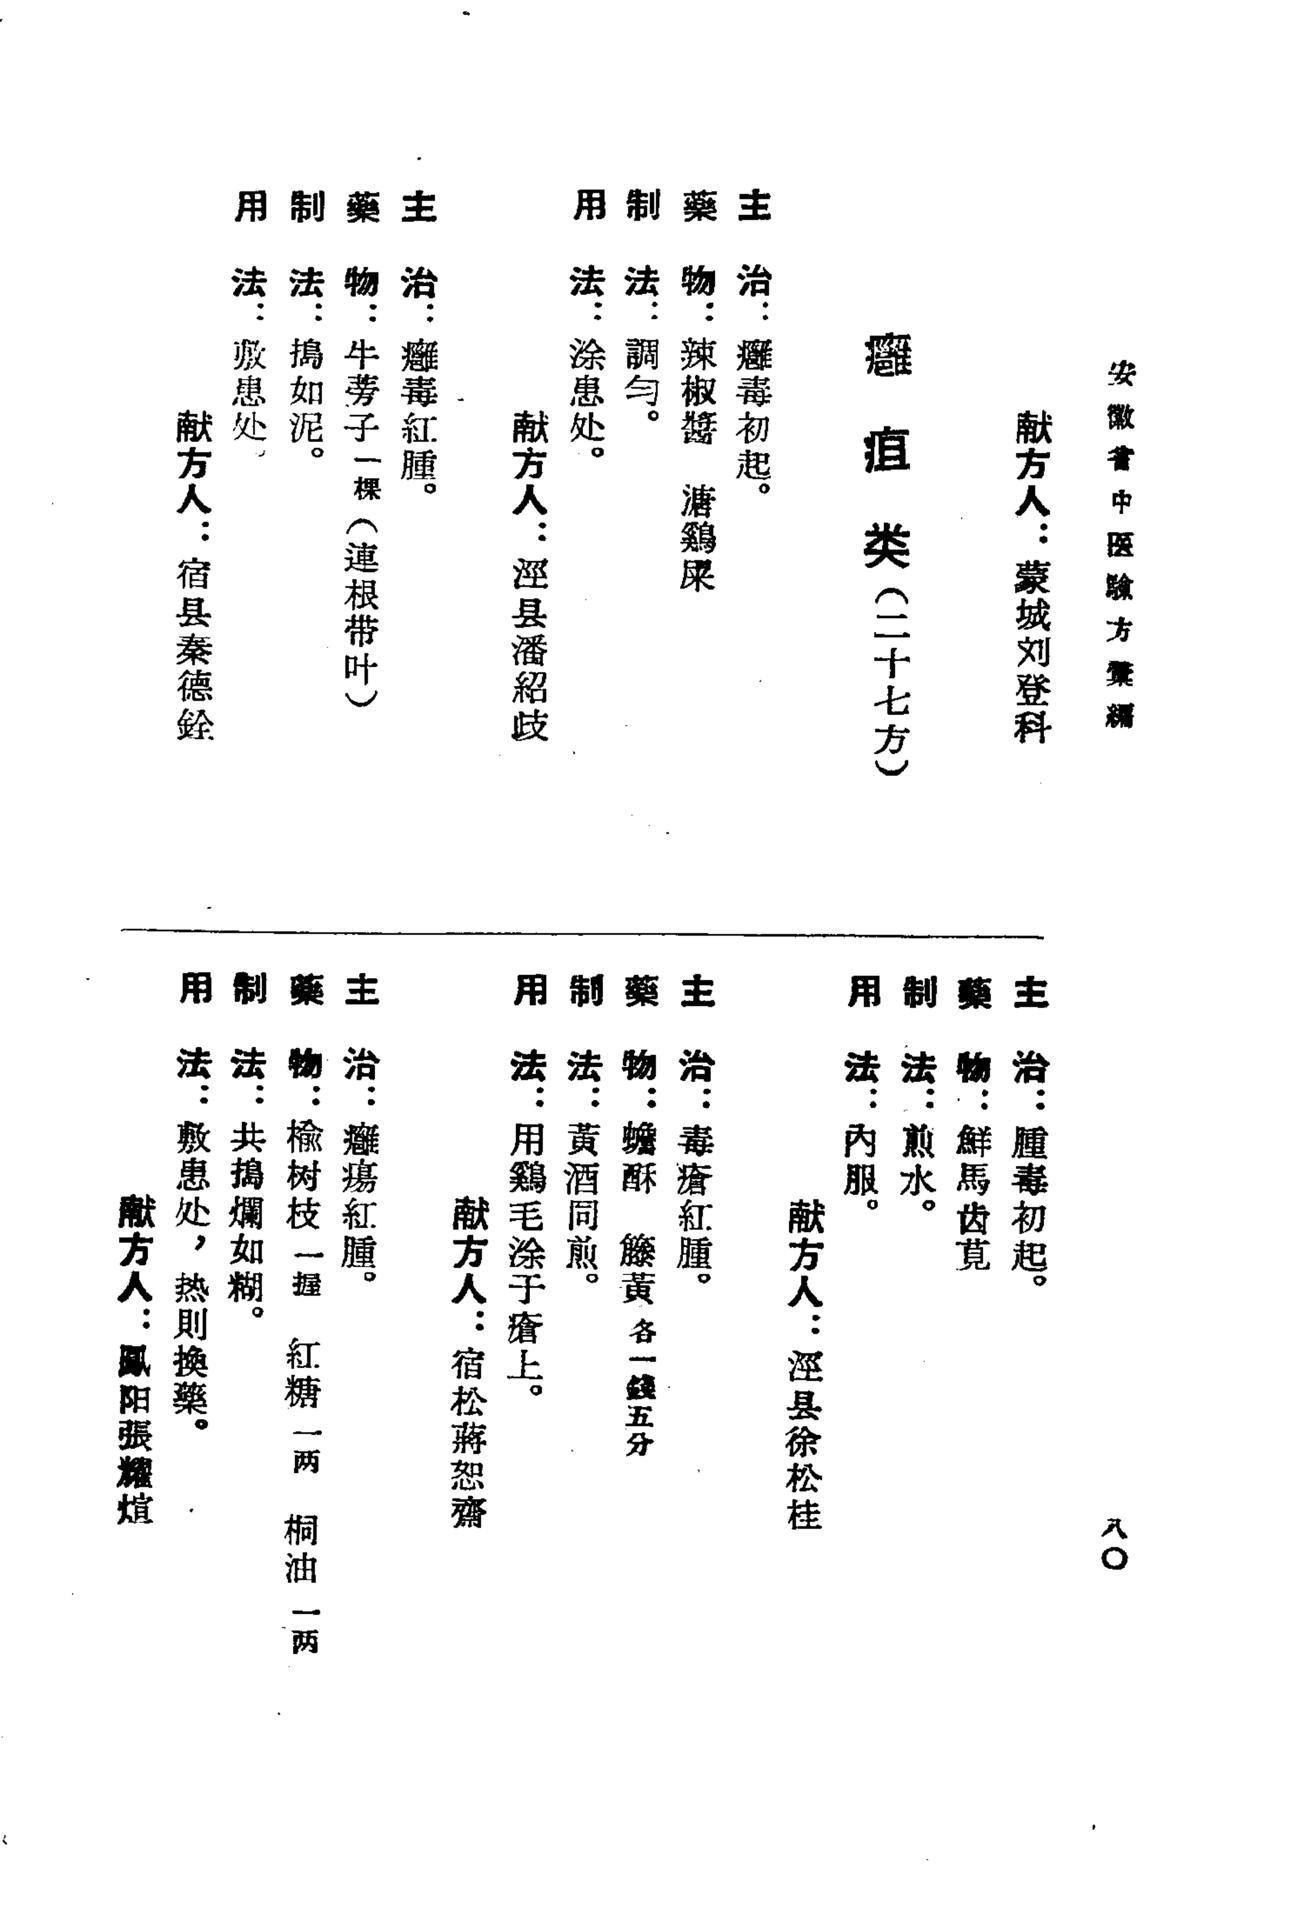 安徽省中医驗方彙編
八〇
献方人：蒙城刘登科
癰疽类（二十七方）
主治：癰毒初起。
藥物：辣椒醬　溏鷄屎
制法：調匀。
用法：涂患处。
献方人：涇县潘紹歧
主治：癰毒紅腫。
藥物：牛蒡子一棵（連根带叶）
制法：搗如泥。
用法：敷患处。
献方人：宿县秦德銓
主治：腫毒初起。
藥物：鮮馬齿莧
制法：煎水。
用法：内服。
献方人：涇县徐松桂
主治：毒瘡紅腫。
藥物：蟾酥　籐黃各一錢五分
制法：黃酒同煎。
用法：用鷄毛涂于瘡上。
献方人：宿松蔣恕齋
主治：癰瘍紅腫。
藥物：榆树枝一握　紅糖一两　桐油一两
制法：共搗爛如糊。
用法：敷患处，热則換藥。
献方人：鳳阳張耀煊